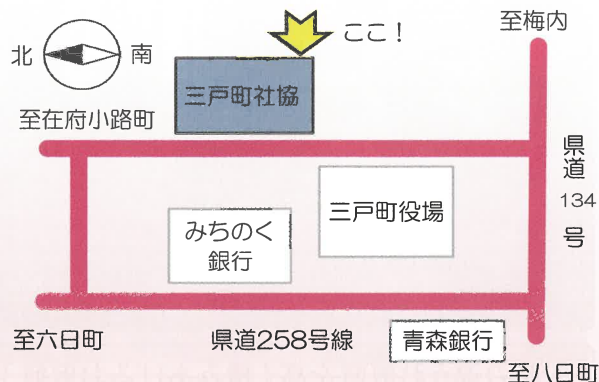 至梅内
ここ！
北
南
三戸町社協
至在府小路町
県道
134
号
三戸町役場
みちのく
銀行
至六日町
県道258号線
青森銀行
至八日町